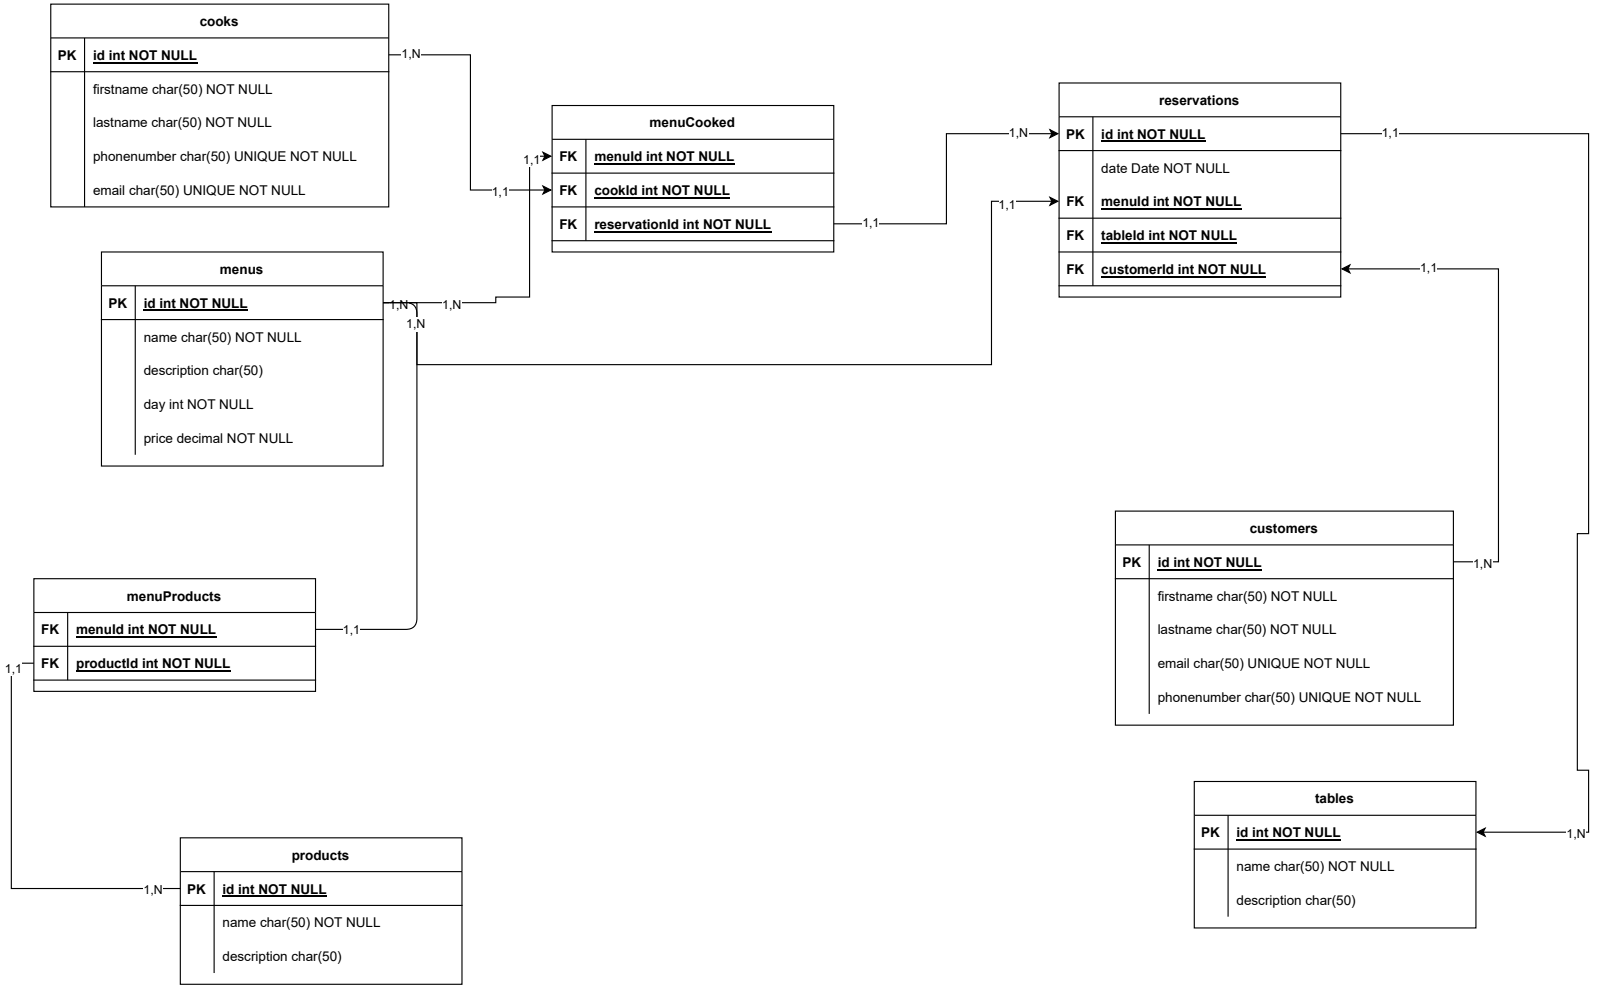 cooks
PK id int NOT NULL
firstname char(50) NOT NULL
lastname char(50) NOT NULL
phonenumber char(50) UNIQUE NOT NULL
email char(50) UNIQUE NOT NULL
1,N
1,1
menuCooked
FK menuId int NOT NULL
FK cookId int NOT NULL
FK reservationId int NOT NULL
1,1
1,1
1,N
reservations
PK id int NOT NULL
date Date NOT NULL
FK menuId int NOT NULL
FK tableId int NOT NULL
FK customerId int NOT NULL
1,1
1,1
1,1
menus
PK id int NOT NULL
name char(50) NOT NULL
description char(50)
day int NOT NULL
price decimal NOT NULL
1,N
1,N
1,N
customers
PK id int NOT NULL
firstname char(50) NOT NULL
lastname char(50) NOT NULL
email char(50) UNIQUE NOT NULL
phonenumber char(50) UNIQUE NOT NULL
1,N
menuProducts
FK menuId int NOT NULL
FK productId int NOT NULL
1,1
1,1
tables
PK id int NOT NULL
name char(50) NOT NULL
description char(50)
1,N
products
PK id int NOT NULL
name char(50) NOT NULL
description char(50)
1,N